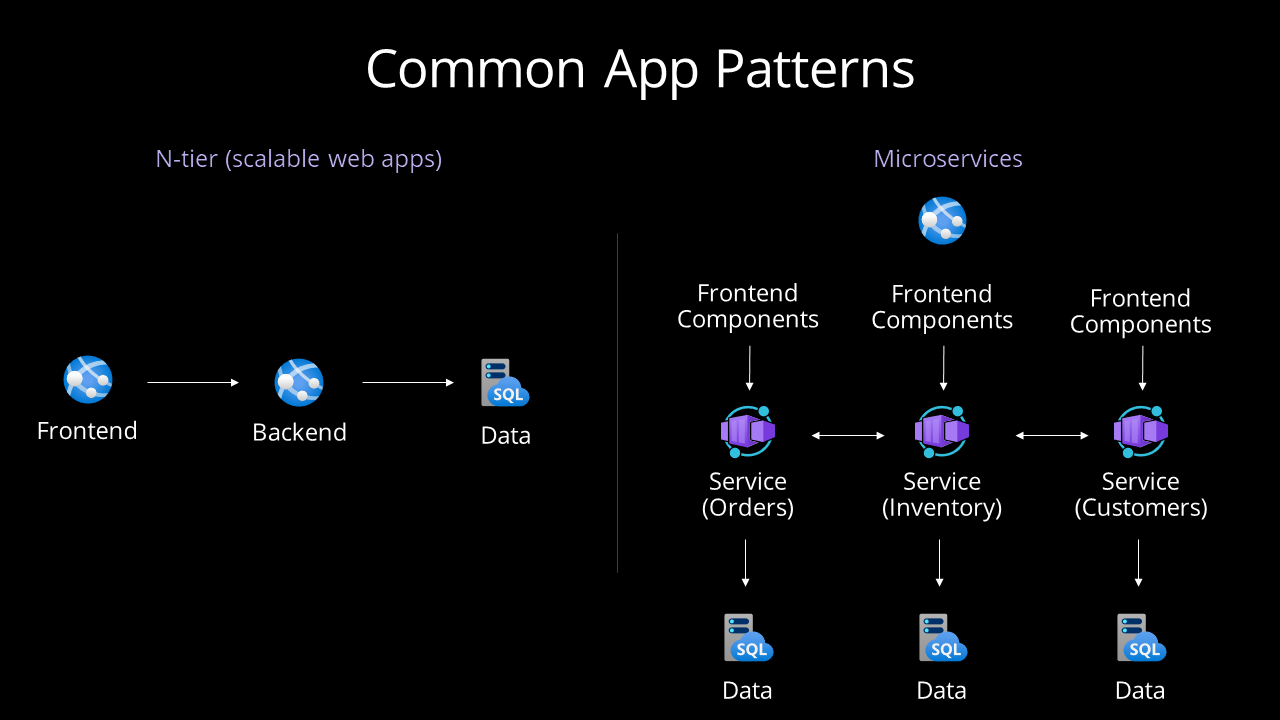 Common App Patterns
N-tier (scalable web apps)
Frontend
Backend
SQL
Data
Microservices
Frontend
Components
Frontend
Components
Frontend
Components
Service
(Orders)
Service
(Inventory)
Service
(Customers)
SQL
SQL
SQL
Data
Data
Data